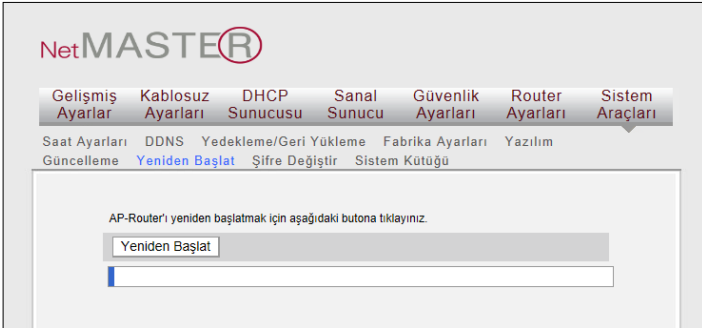 NetMASTER
Gelişmiş Kablosuz DHCP Sanal Güvenlik Router Sistem
Ayarlar Ayarları Sunucusu Sunucu Ayarları Ayarları Araçları
Saat Ayarları DDNS Yedekleme/Geri Yükleme Fabrika Ayarları Yazılım
Güncelleme Yeniden Başlat Şifre Değiştir Sistem Kütüğü
AP-Router'ı yeniden başlatmak için aşağıdaki butona tıklayınız.
Yeniden Başlat